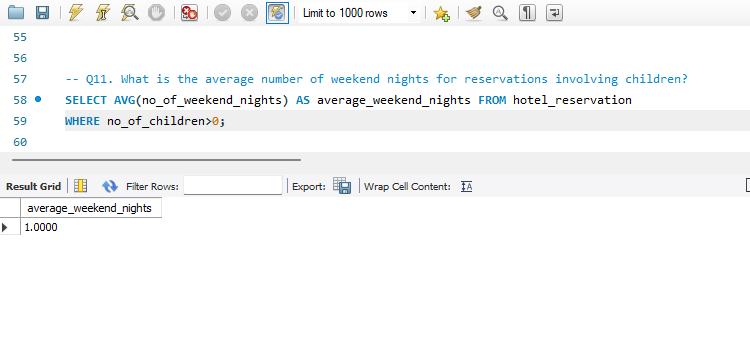 Limit to 1000 rows
55
56
57 -- Q11. What is the average number of weekend nights for reservations involving children?
58 SELECT AVG(no_of_weekend_nights) AS average_weekend_nights FROM hotel_reservation
59 WHERE no_of_children>0;
60
Result Grid Filter Rows: Export: Wrap Cell Content: IA
average_weekend_nights
1.0000